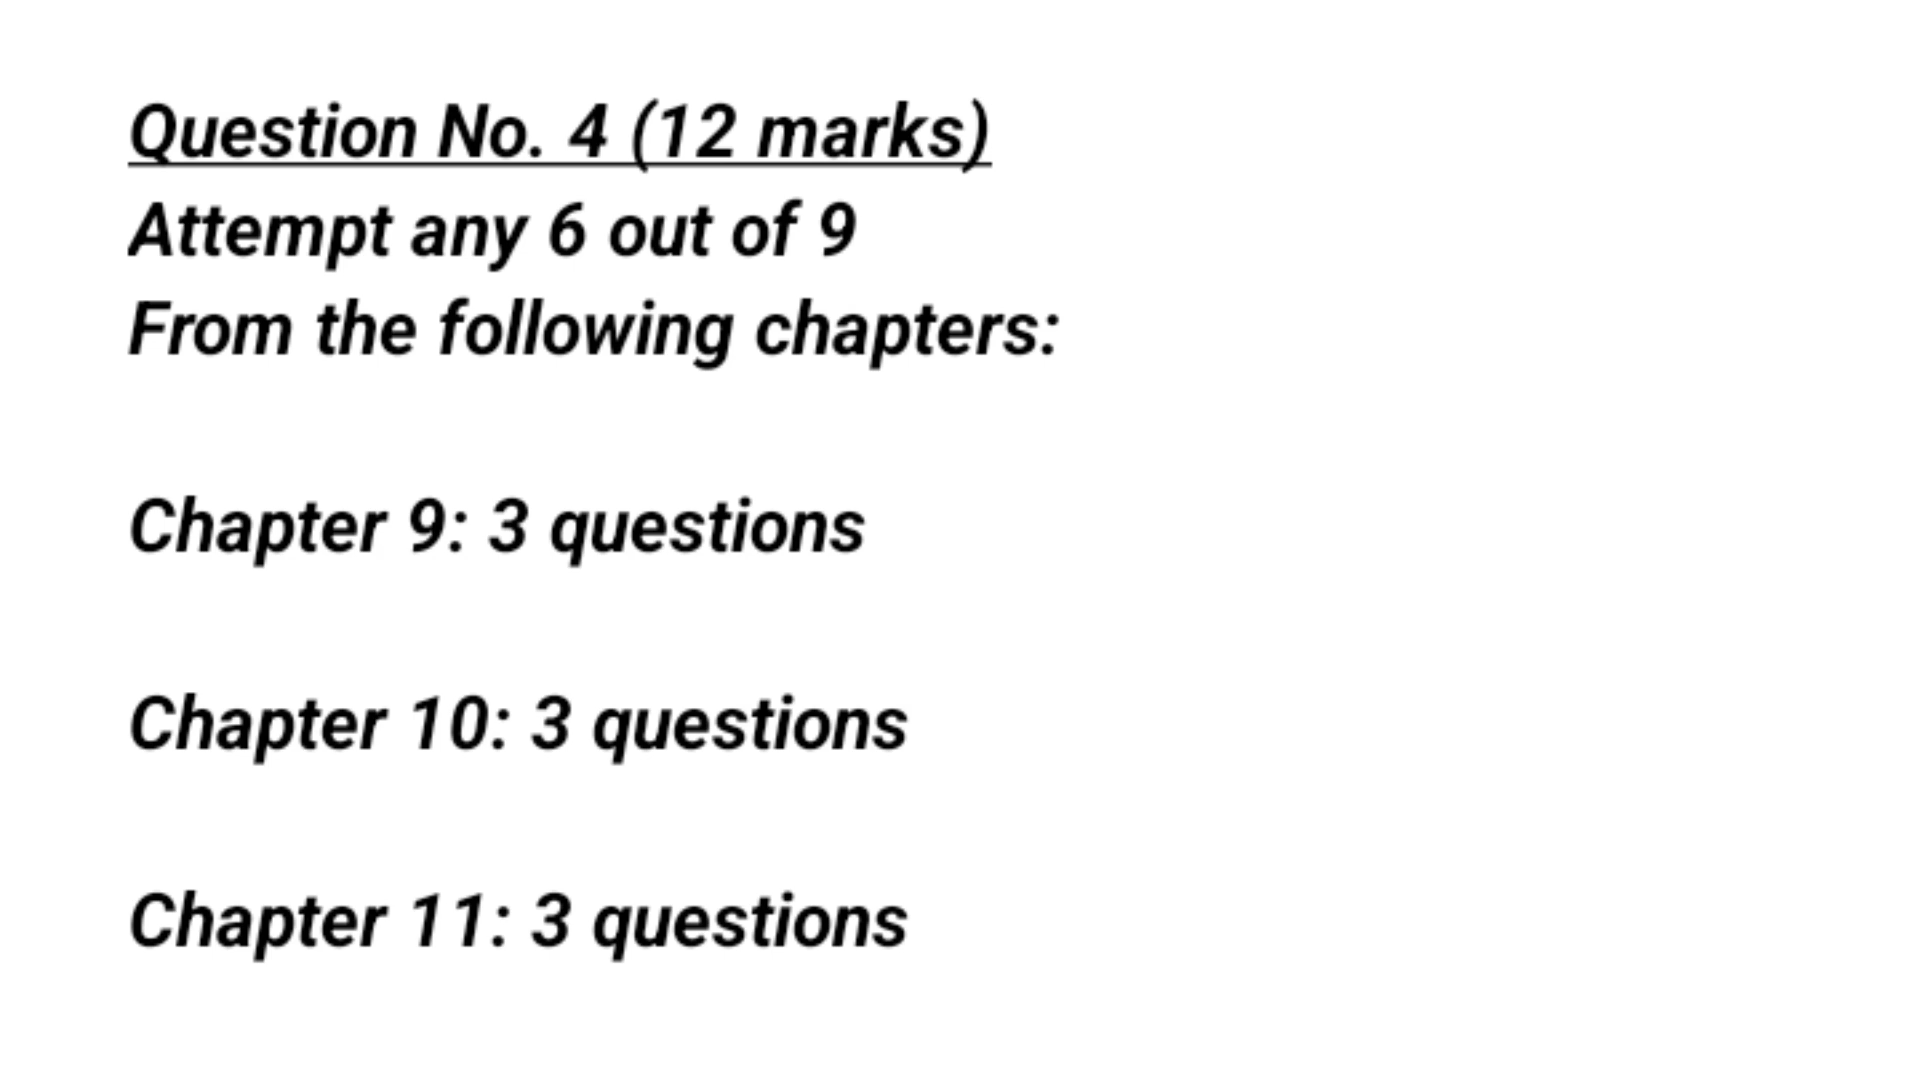 Question No. 4 (12 marks)
Attempt any 6 out of 9
From the following chapters:
Chapter 9: 3 questions
Chapter 10: 3 questions
Chapter 11: 3 questions